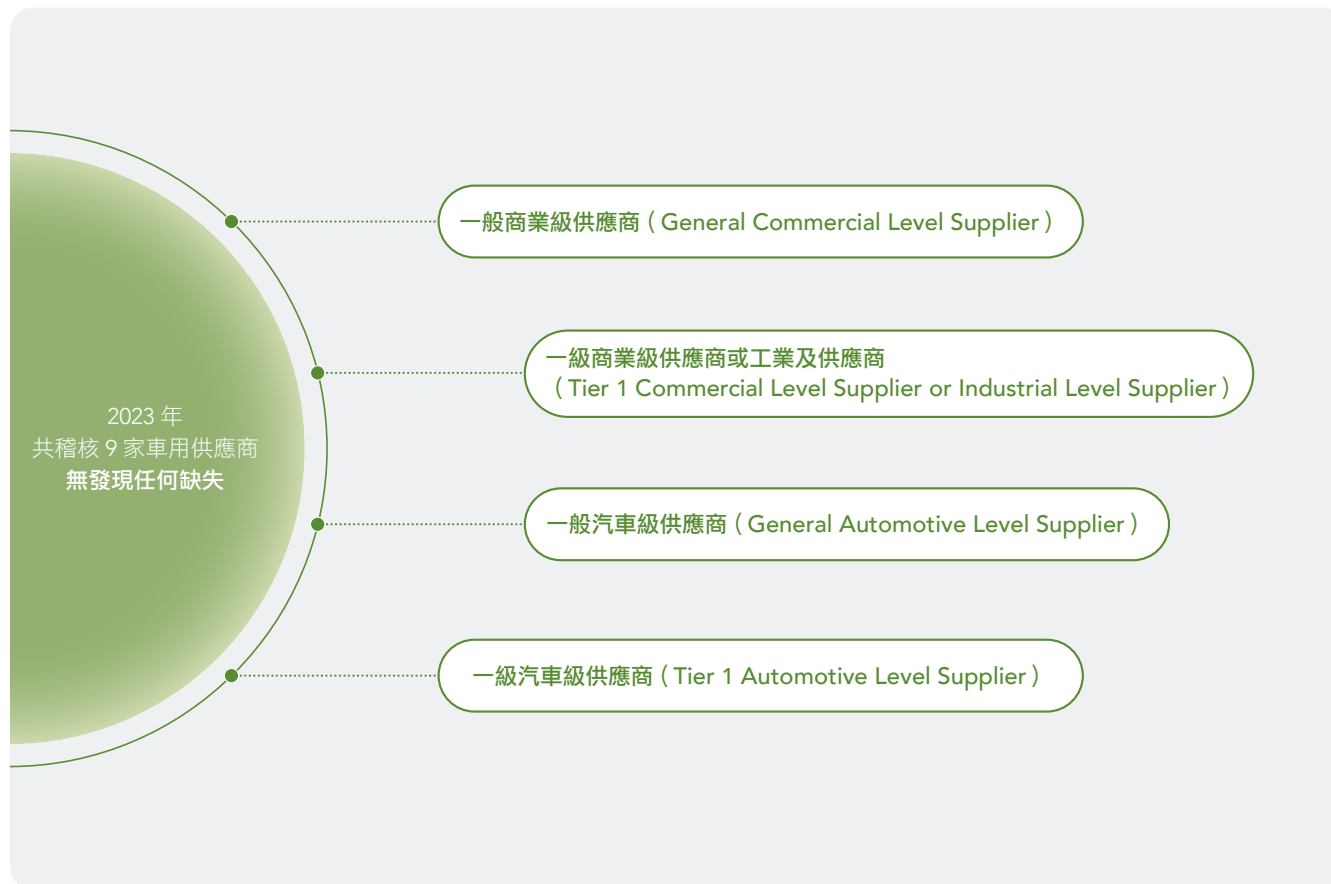 2023 年
共稽核 9 家車用供應商
無發現任何缺失
一般商業級供應商（General Commercial Level Supplier）
一級商業級供應商或工業及供應商
（Tier 1 Commercial Level Supplier or Industrial Level Supplier）
一般汽車級供應商（General Automotive Level Supplier）
一級汽車級供應商（Tier 1 Automotive Level Supplier）